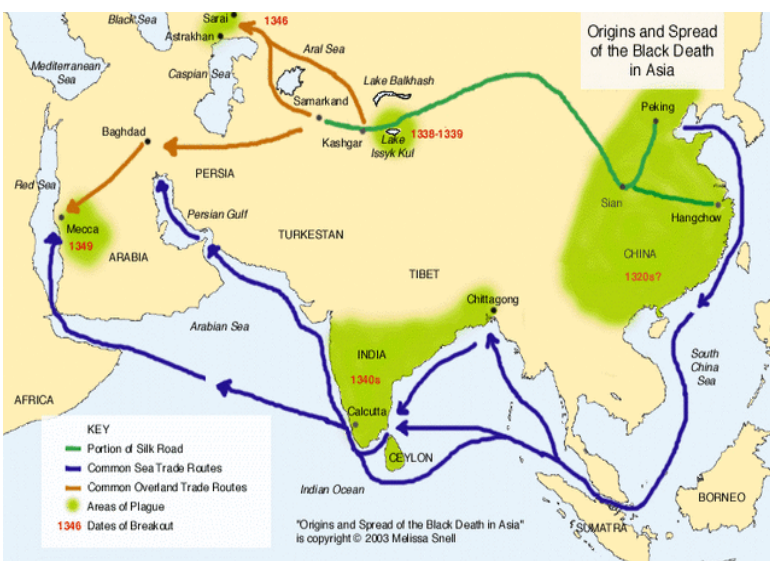 Origins and Spread
of the Black Death
in Asia
Black Sea
Sarai
1346
Astrakhan
Aral Sea
Mediterranean
Sea
Caspian Sea
Lake Balkhash
Samarkand
Peking
Baghdad
Kashgar
Lake
Issyk Kul
1338-1339
PERSIA
Red Sea
Sian
Persian Gulf
Hangchow
Mecca
1349
TURKESTAN
ARABIA
CHINA
1320s?
TIBET
Chittagong
Arabian Sea
INDIA
1340s
South
China
Sea
AFRICA
Calcutta
KEY
Portion of Silk Road
Common Sea Trade Routes
Common Overland Trade Routes
Areas of Plague
1346 Dates of Breakout
CEYLON
Indian Ocean
BORNEO
SUMATRA
"Origins and Spread of the Black Death in Asia"
is copyright © 2003 Melissa Snell